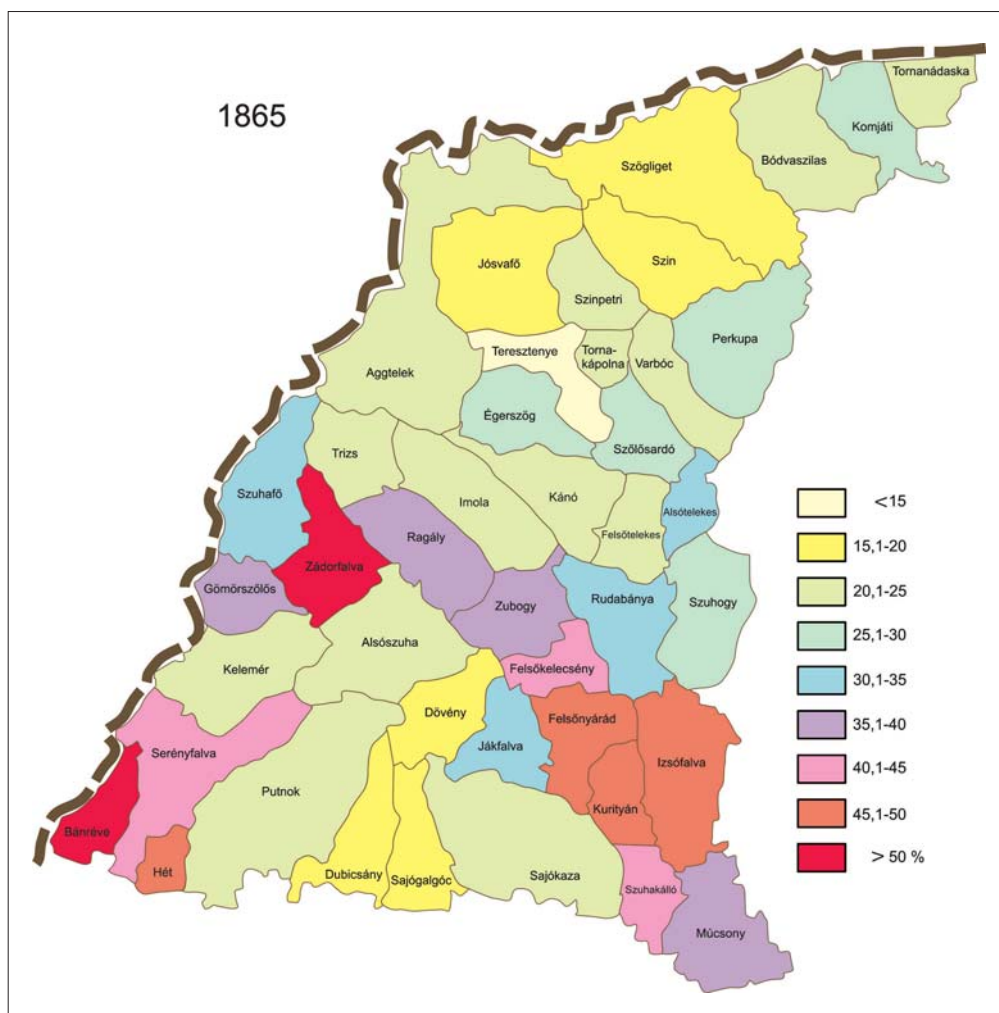 1865
Tornanádaska
Komjáti
Bódvaszilas
Szögliget
Szin
Jósvafő
Szinpetri
Perkupa
Teresztenye
Torna-
kápolna
Varbóc
Aggtelek
Égerszög
Szőlősardó
Trizs
Szuhafő
Imola
Kánó
Alsótelekes
Felsőtelekes
Ragály
Zádorfalva
Gömörszőlős
Zubogy
Rudabánya
Szuhogy
Alsószuha
Kelemér
Felsőkelecsény
Dövény
Felsőnyárád
Jákfalva
Serényfalva
Izsófalva
Putnok
Kurityán
Bánréve
Hét
Dubicsány
Sajógalgóc
Sajókaza
Szuhakálló
Múcsony
<15
15,1-20
20,1-25
25,1-30
30,1-35
35,1-40
40,1-45
45,1-50
> 50 %